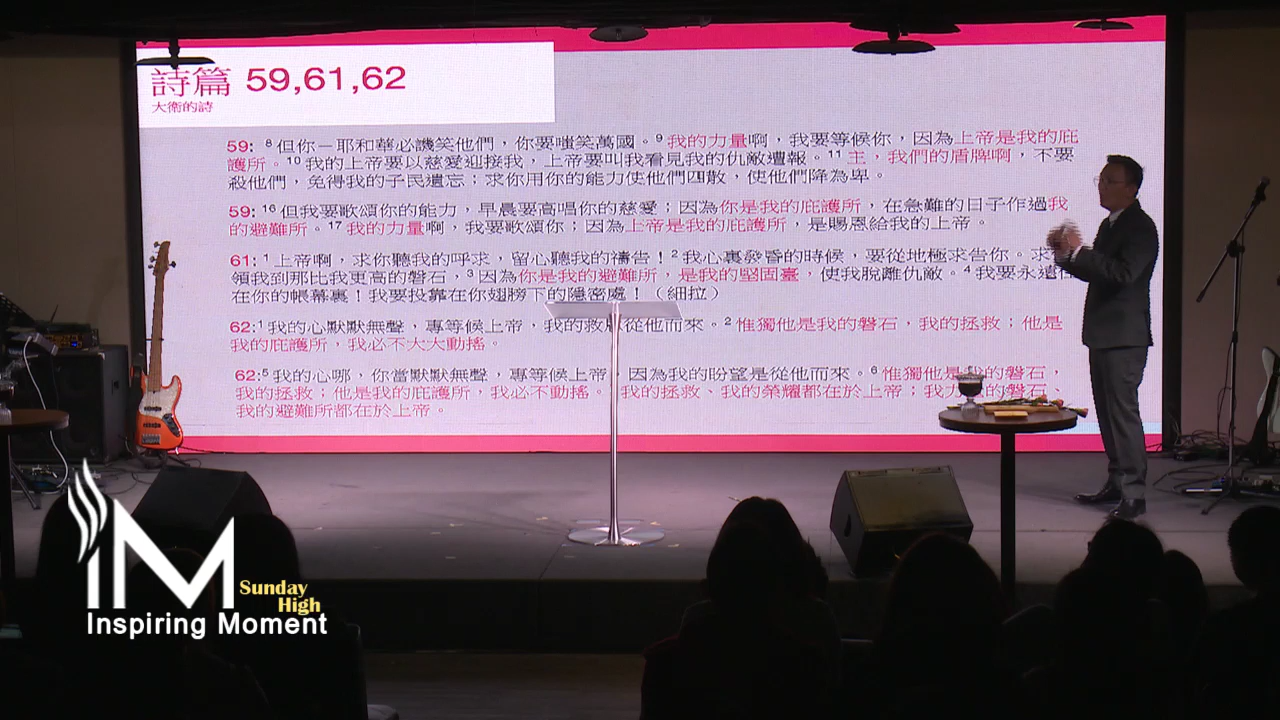 詩篇 59,61,62
大衛的詩
59: 8 但你－耶和華必譏笑他們，你要嗤笑萬國。9 我的力量啊，我要等候你，因為上帝是我的庇
護所。10 我的上帝要以慈愛迎接我，上帝要叫我看見我的仇敵遭報。11 主，我們的盾牌啊，不要
殺他們，免得我的子民遺忘；求你用你的能力使他們四散，使他們降為卑。
59: 16 但我要歌頌你的能力，早晨要高唱你的慈愛；因為你是我的庇護所，在急難的日子作過我
的避難所。17 我的力量啊，我要歌頌你；因為上帝是我的庇護所，是賜恩給我的上帝。
61: 1 上帝啊，求你聽我的呼求，留心聽我的禱告！2 我心裏發昏的時候，要從地極求告你。求
領我到那比我更高的磐石，3 因為你是我的避難所，是我的堅固臺，使我脫離仇敵。4 我要永遠
在你的帳幕裏！我要投靠在你翅膀下的隱密處！（細拉）
62:1 我的心默默無聲，專等候上帝，我的救恩從他而來。2 惟獨他是我的磐石，我的拯救；他是
我的庇護所，我必不大大動搖。
62:5 我的心哪，你當默默無聲，專等候上帝，因為我的盼望是從他而來。6 惟獨他是我的磐石，
我的拯救；他是我的庇護所，我必不動搖。我的拯救、我的榮耀都在於上帝；我力 的磐石、
我的避難所都在於上帝。
iM
Sunday
High
Inspiring Moment